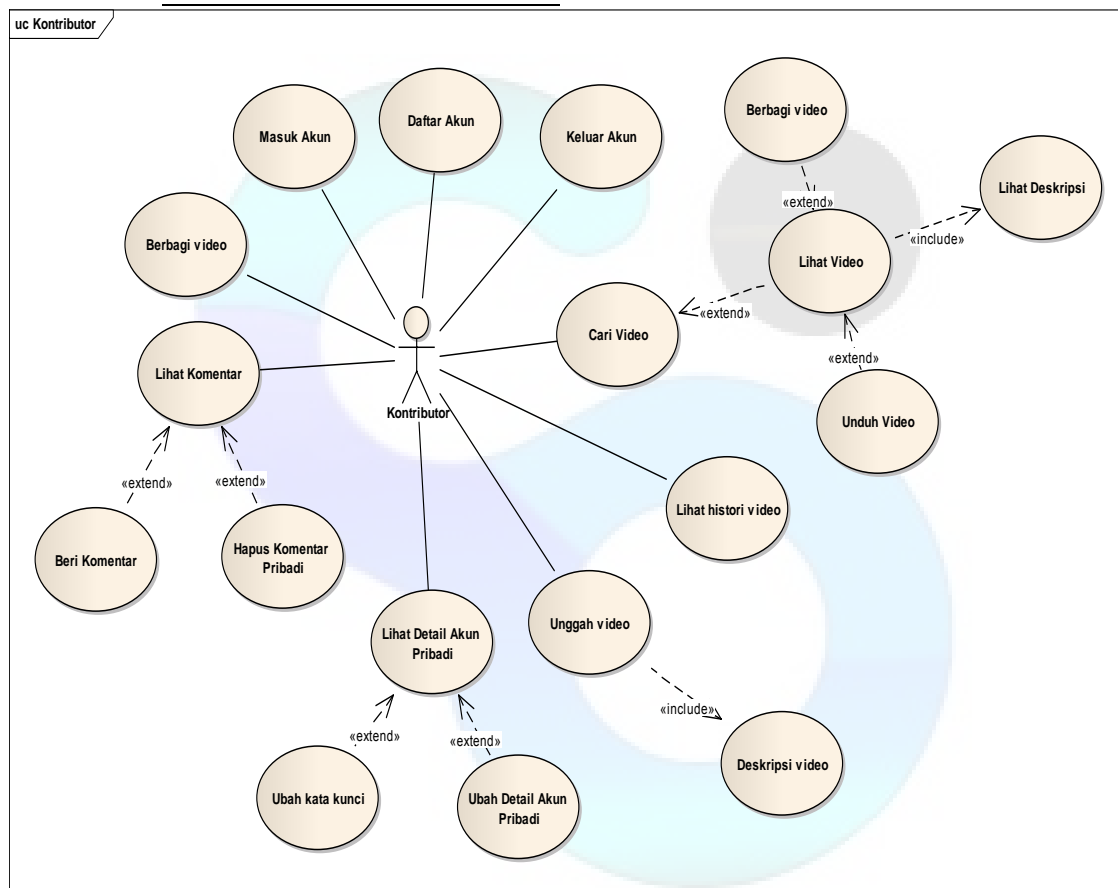 uc Kontributor
Berbagi video
Daftar Akun
Masuk Akun
Keluar Akun
Lihat Deskripsi
«extend»
«include»
Berbagi video
Lihat Video
«extend»
Cari Video
Lihat Komentar
«extend»
Kontributor
Unduh Video
«extend»
«extend»
Lihat histori video
Beri Komentar
Hapus Komentar
Pribadi
Unggah video
Lihat Detail Akun
Pribadi
«include»
«extend»
«extend»
Deskripsi video
Ubah kata kunci
Ubah Detail Akun
Pribadi